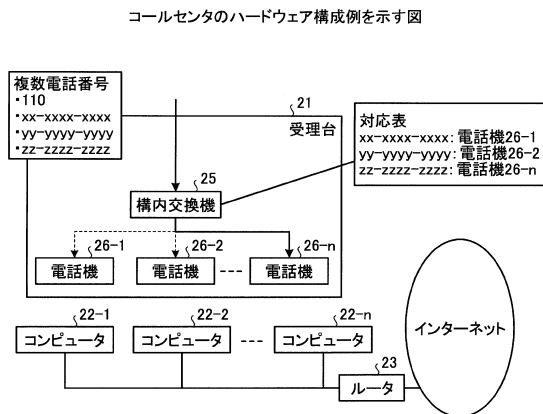 コールセンタのハードウェア構成例を示す図
複数電話番号
・110
・xx-xxxx-xxxx
・yy-yyyy-yyyy
・zz-zzzz-zzzz
21
受理台
対応表
xx-xxxx-xxxx: 電話機26-1
yy-yyyy-yyyy: 電話機26-2
zz-zzzz-zzzz: 電話機26-n
25
構内交換機
26-1
26-2
26-n
電話機
電話機
---
電話機
22-1
22-2
22-n
コンピュータ
コンピュータ
---
コンピュータ
インターネット
23
ルータ